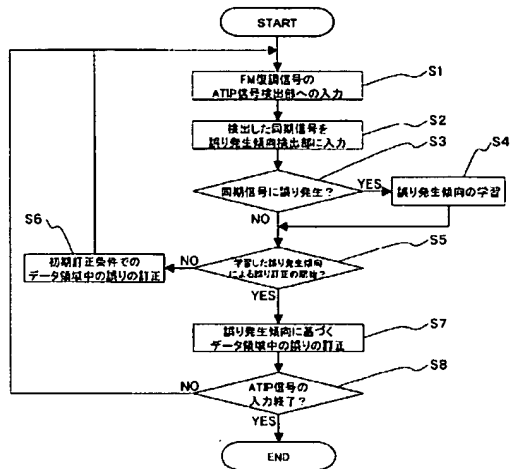 START
FM復調信号の
ATIP信号検出部への入力
S1
検出した同期信号を
誤り発生傾向検出部に入力
S2
同期信号に誤り発生？
S3
YES
NO
誤り発生傾向の学習
S4
学習した誤り発生傾向
による誤り訂正の開始？
S5
NO
YES
初期訂正条件での
データ領域中の誤りの訂正
S6
誤り発生傾向に基づく
データ領域中の誤りの訂正
S7
ATIP信号の
入力終了？
S8
NO
YES
END